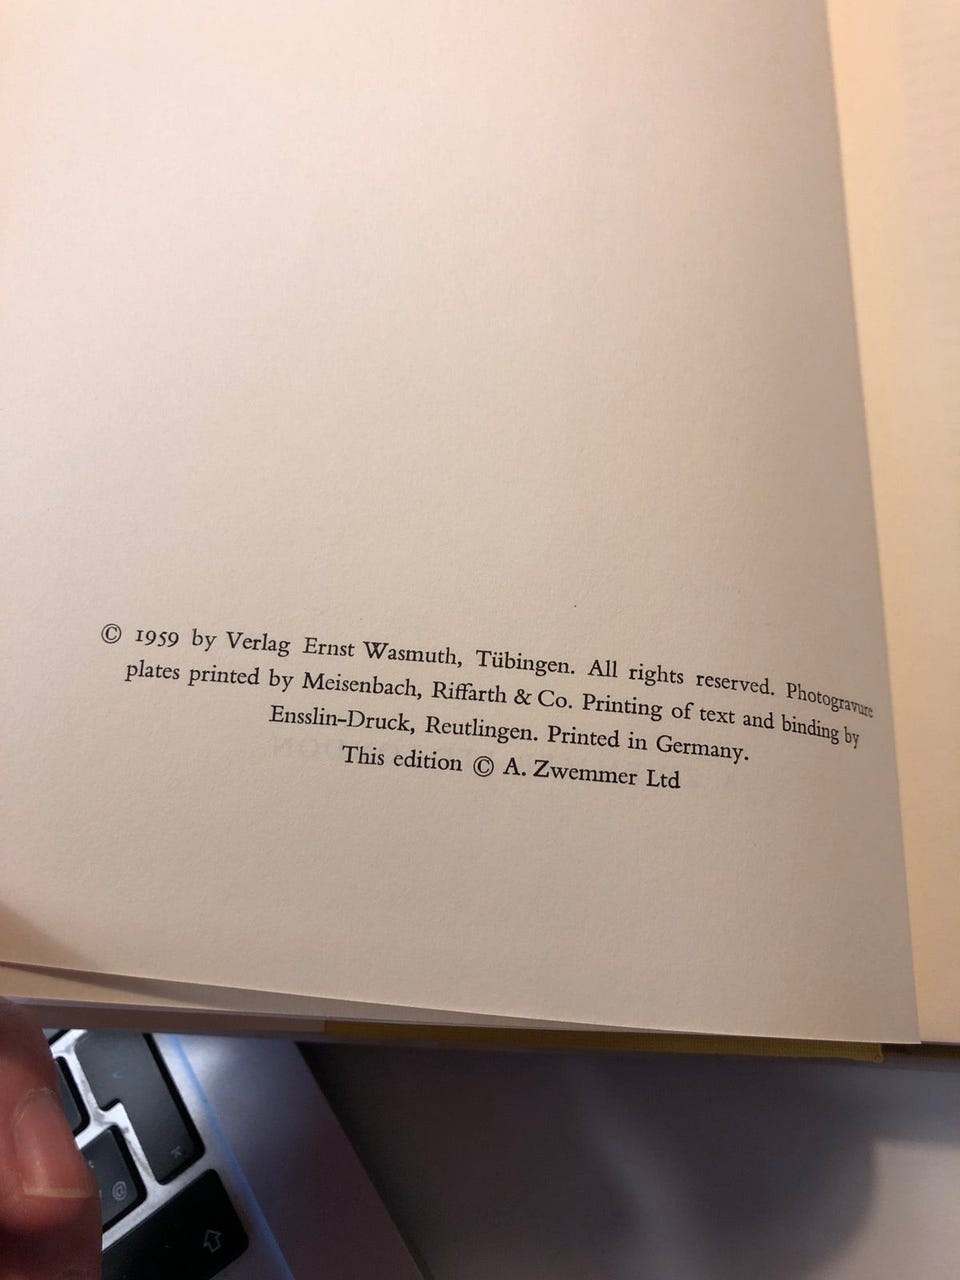 © 1959 by Verlag Ernst Wasmuth, Tübingen. All rights reserved. Photogravure
plates printed by Meisenbach, Riffarth & Co. Printing of text and binding by
Ensslin-Druck, Reutlingen. Printed in Germany.
This edition © A. Zwemmer Ltd
@